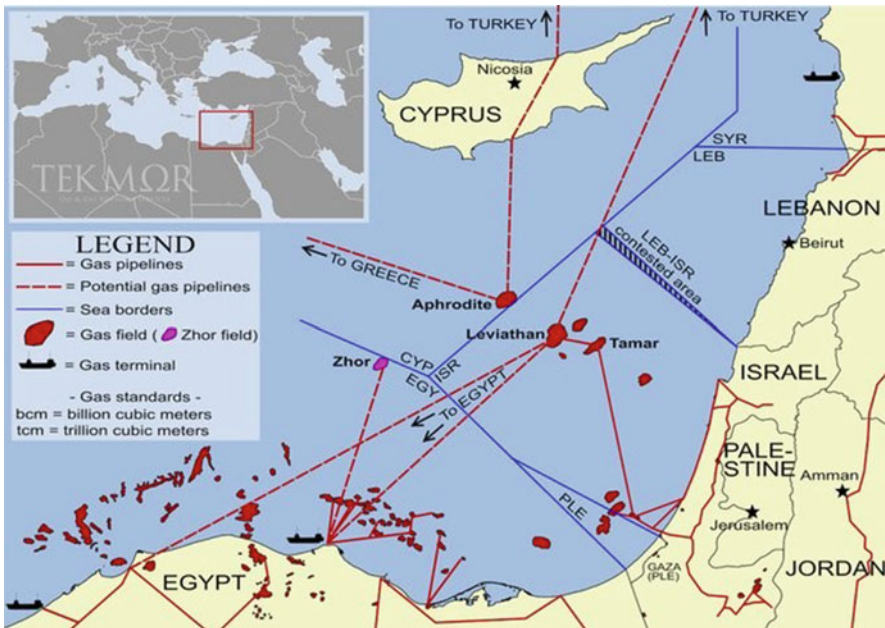 To TURKEY
To TURKEY
Nicosia
CYPRUS
SYR
LEB
TEKMΩR
LEBANON
Beirut
LEB-ISR
contested area
LEGEND
= Gas pipelines
= Potential gas pipelines
= Sea borders
= Gas field ( Zhor field)
= Gas terminal
- Gas standards -
bcm = billion cubic meters
tcm = trillion cubic meters
To GREECE
Aphrodite
Leviathan
Tamar
Zhor
CYP
ISR
EGY
To EGYPT
ISRAEL
PALE-
STINE
Amman
Jerusalem
PLE
GAZA
(PLE)
EGYPT
JORDAN